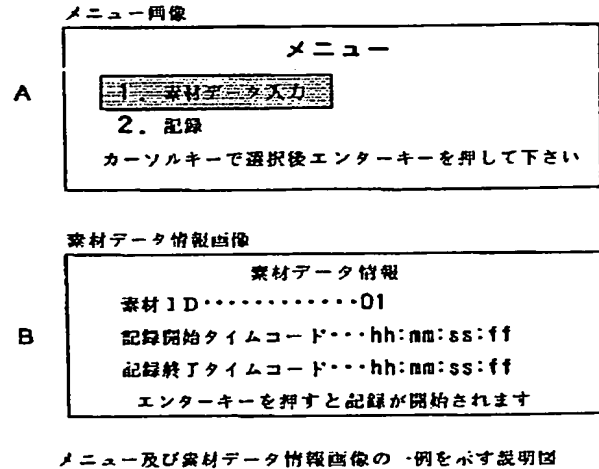 メニュー画像
メニュー
A
1. 素材データ入力
2. 記録
カーソルキーで選択後エンターキーを押して下さい
素材データ情報画像
素材データ情報
素材ID・・・・・・・・・・・・01
B
記録開始タイムコード・・・hh:mm:ss:ff
記録終了タイムコード・・・hh:mm:ss:ff
エンターキーを押すと記録が開始されます
メニュー及び素材データ情報画像の一例を示す説明図